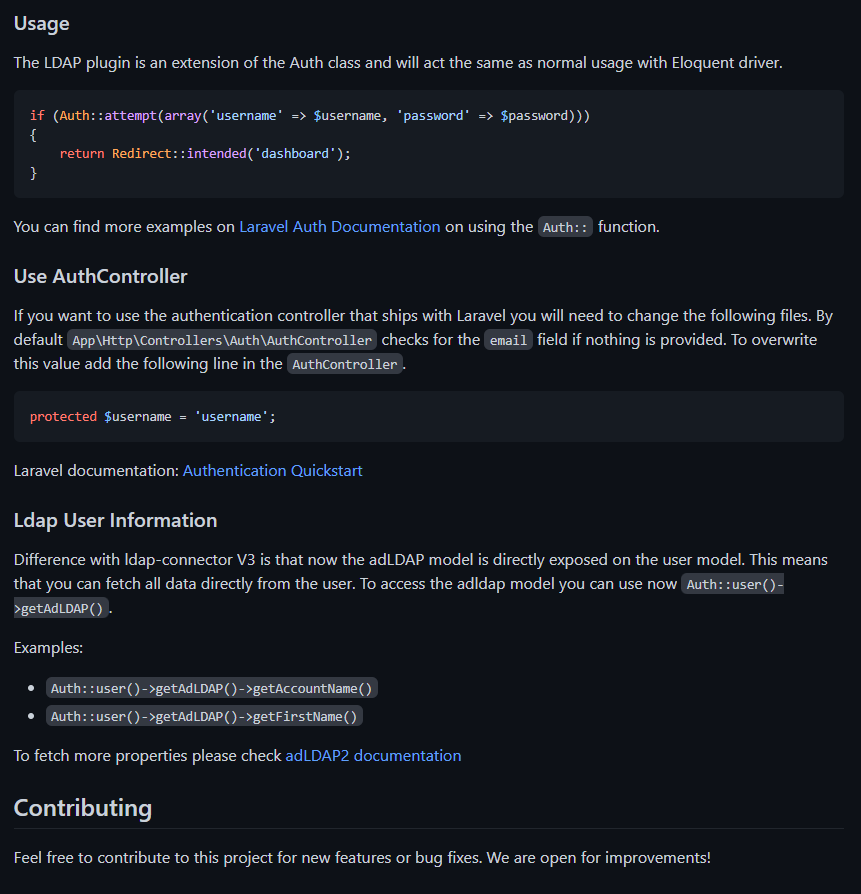 Usage
The LDAP plugin is an extension of the Auth class and will act the same as normal usage with Eloquent driver.
if (Auth::attempt(array('username' => $username, 'password' => $password)))
{
    return Redirect::intended('dashboard');
}
You can find more examples on Laravel Auth Documentation on using the Auth:: function.
Use AuthController
If you want to use the authentication controller that ships with Laravel you will need to change the following files. By
default App\Http\Controllers\Auth\AuthController checks for the email field if nothing is provided. To overwrite
this value add the following line in the AuthController.
protected $username = 'username';
Laravel documentation: Authentication Quickstart
Ldap User Information
Difference with ldap-connector V3 is that now the adLDAP model is directly exposed on the user model. This means
that you can fetch all data directly from the user. To access the adldap model you can use now Auth::user()-
>getAdLDAP().
Examples:
• Auth::user()->getAdLDAP()->getAccountName()
• Auth::user()->getAdLDAP()->getFirstName()
To fetch more properties please check adLDAP2 documentation
Contributing
Feel free to contribute to this project for new features or bug fixes. We are open for improvements!